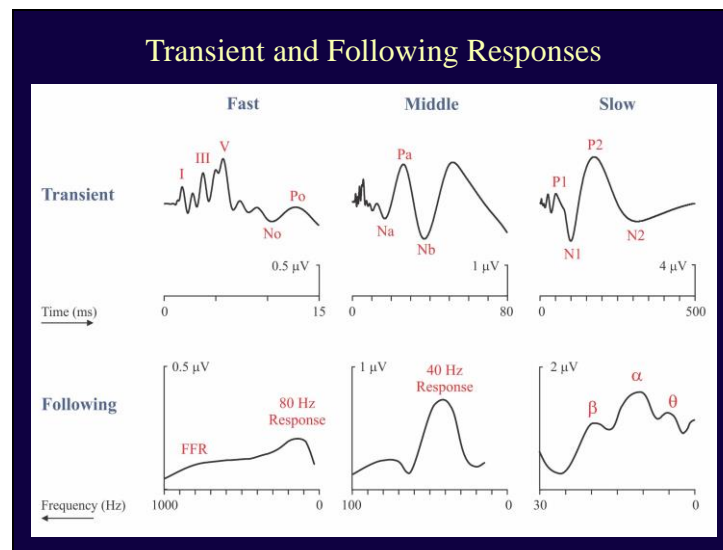 Transient and Following Responses
Fast Middle Slow
V
III
I
Pa
P2
P1
Transient
Po
No
Na
Nb
N1
N2
0.5 μV 1 μV 4 μV
Time (ms)
0 15 0 80 0 500
0.5 μV 1 μV 2 μV
40 Hz
Response
80 Hz
Response
FFR
α
β
θ
Following
1000 0 100 0 30 0
Frequency (Hz)